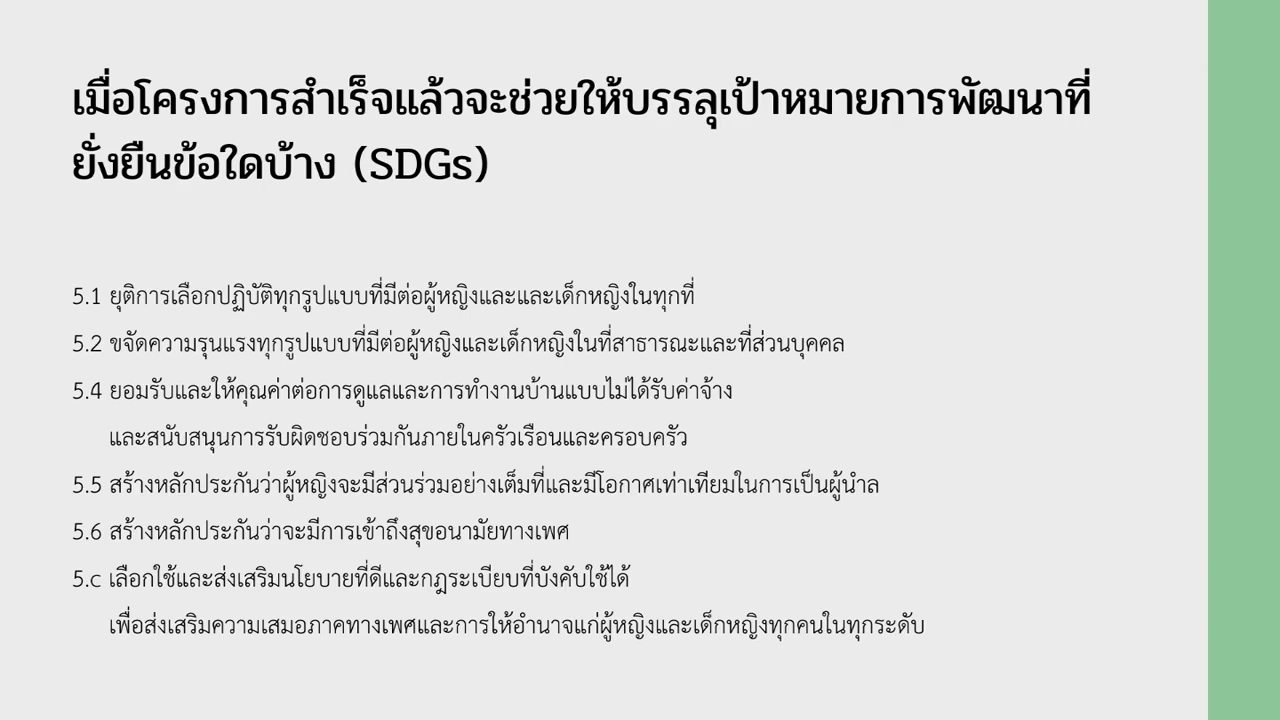 เมื่อโครงการสำเร็จแล้วจะช่วยให้บรรลุเป้าหมายการพัฒนาที่
ยั่งยืนข้อใดบ้าง (SDGs)
5.1 ยุติการเลือกปฏิบัติทุกรูปแบบที่มีต่อผู้หญิงและและเด็กหญิงในทุกที่
5.2 ขจัดความรุนแรงทุกรูปแบบที่มีต่อผู้หญิงและเด็กหญิงในที่สาธารณะและที่ส่วนบุคคล
5.4 ยอมรับและให้คุณค่าต่อการดูแลและการทำงานบ้านแบบไม่ได้รับค่าจ้าง
และสนับสนุนการรับผิดชอบร่วมกันภายในครัวเรือนและครอบครัว
5.5 สร้างหลักประกันว่าผู้หญิงจะมีส่วนร่วมอย่างเต็มที่และมีโอกาศเท่าเทียมในการเป็นผู้นำล
5.6 สร้างหลักประกันว่าจะมีการเข้าถึงสุขอนามัยทางเพศ
5.c เลือกใช้และส่งเสริมนโยบายที่ดีและกฎระเบียบที่บังคับใช้ได้
เพื่อส่งเสริมความเสมอภาคทางเพศและการให้อำนาจแก่ผู้หญิงและเด็กหญิงทุกคนในทุกระดับ